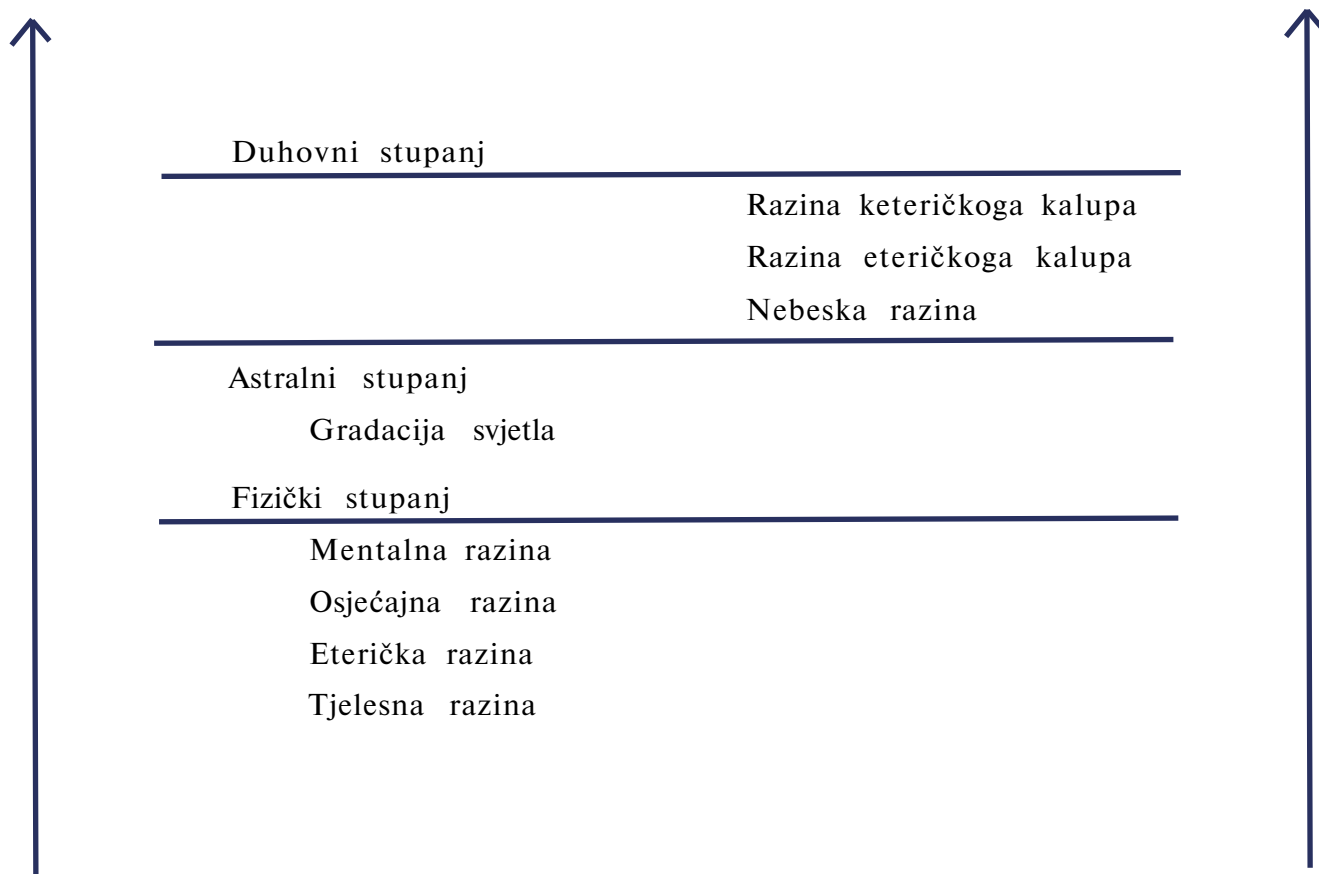 Duhovni stupanj
Razina keteričkoga kalupa
Razina eteričkoga kalupa
Nebeska razina
Astralni stupanj
Gradacija svjetla
Fizički stupanj
Mentalna razina
Osjećajna razina
Eterička razina
Tjelesna razina